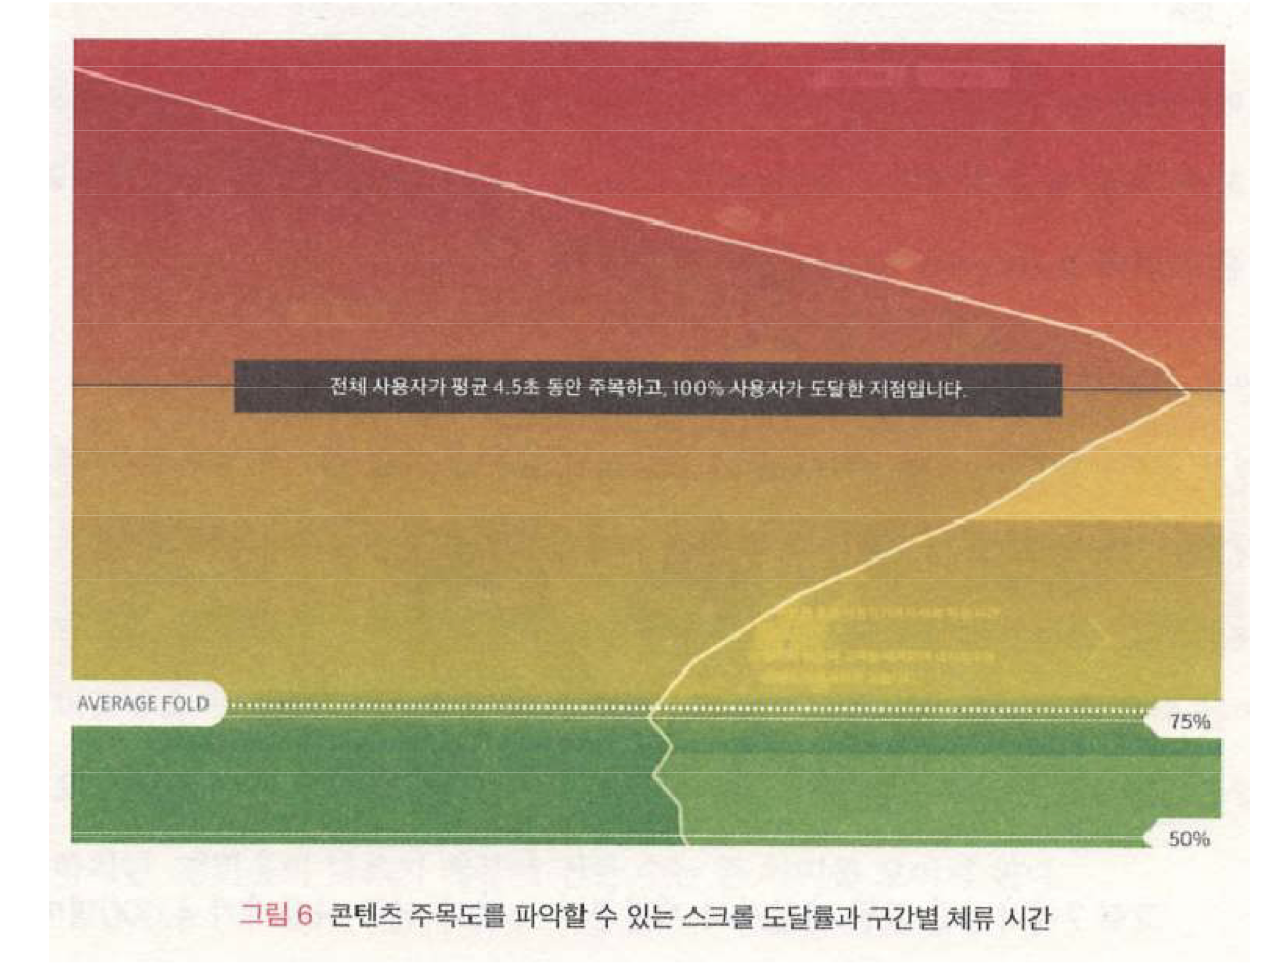 전체 사용자가 평균 4.5초 동안 주목하고, 100% 사용자가 도달한 지점입니다.
AVERAGE FOLD
75%
50%
그림 6 콘텐츠 주목도를 파악할 수 있는 스크롤 도달률과 구간별 체류 시간